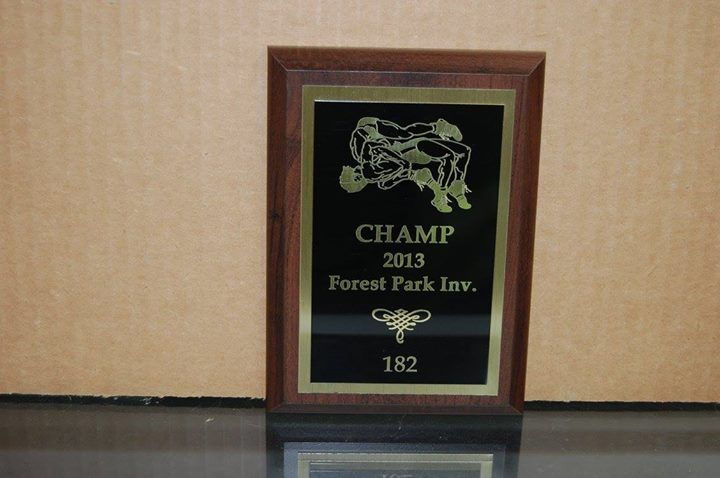 CHAMP
2013
Forest Park Inv.
182